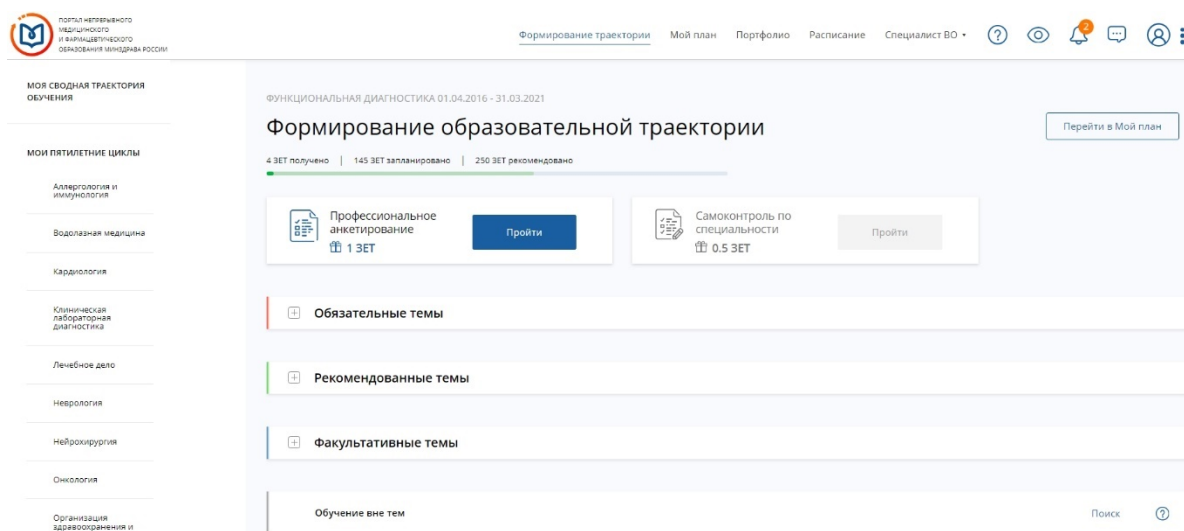 ПОРТАЛ НЕПРЕРЫВНОГО
МЕДИЦИНСКОГО
И ФАРМАЦЕВТИЧЕСКОГО
ОБРАЗОВАНИЯ МИНЗДРАВА РОССИИ
Формирование траектории Мой план Портфолио Расписание Специалист ВО
2
МОЯ СВОДНАЯ ТРАЕКТОРИЯ
ОБУЧЕНИЯ
МОИ ПЯТИЛЕТНИЕ ЦИКЛЫ
Аллергология и
иммунология
Водолазная медицина
Кардиология
Клиническая
лабораторная
диагностика
Лечебное дело
Неврология
Нейрохирургия
Онкология
Организация
здравоохранения и
ФУНКЦИОНАЛЬНАЯ ДИАГНОСТИКА 01.04.2016 - 31.03.2021
Формирование образовательной траектории
Перейти в Мой план
4 ЗЕТ получено | 145 ЗЕТ запланировано | 250 ЗЕТ рекомендовано
Профессиональное
анкетирование
1 ЗЕТ
Пройти
Самоконтроль по
специальности
0.5 ЗЕТ
Пройти
Обязательные темы
Рекомендованные темы
Факультативные темы
Обучение вне тем
Поиск ?